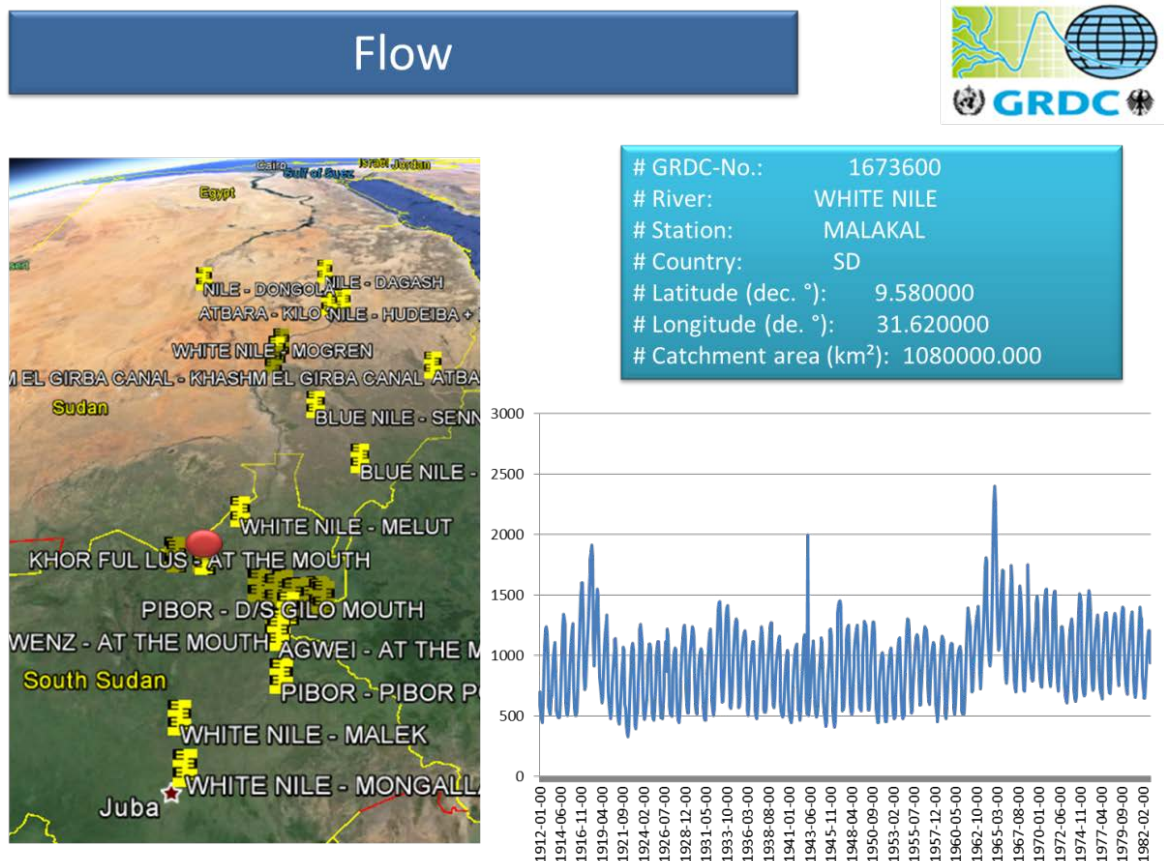 Flow
GRDC
Cairo
Israel Jordan
Gulf of Suez
Egypt
NILE - DONGOLA
NILE - DAGASH
ATBARA - KILO
NILE - HUDEIBA +
WHITE NILE - MOGREN
M EL GIRBA CANAL - KHASHM EL GIRBA CANAL
ATBA
Sudan
BLUE NILE - SENN
BLUE NILE -
WHITE NILE - MELUT
KHOR FUL LUS - AT THE MOUTH
PIBOR - D/S GILO MOUTH
WENZ - AT THE MOUTH
AGWEI - AT THE M
South Sudan
PIBOR - PIBOR P
WHITE NILE - MALEK
WHITE NILE - MONGALL
Juba
# GRDC-No.: 1673600
# River: WHITE NILE
# Station: MALAKAL
# Country: SD
# Latitude (dec. °): 9.580000
# Longitude (de. °): 31.620000
# Catchment area (km²): 1080000.000
3000
2500
2000
1500
1000
500
0
1912-01-00
1914-06-00
1916-11-00
1919-04-00
1921-09-00
1924-02-00
1926-07-00
1928-12-00
1931-05-00
1933-10-00
1936-03-00
1938-08-00
1941-01-00
1943-06-00
1945-11-00
1948-04-00
1950-09-00
1953-02-00
1955-07-00
1957-12-00
1960-05-00
1962-10-00
1965-03-00
1967-08-00
1970-01-00
1972-06-00
1974-11-00
1977-04-00
1979-09-00
1982-02-00